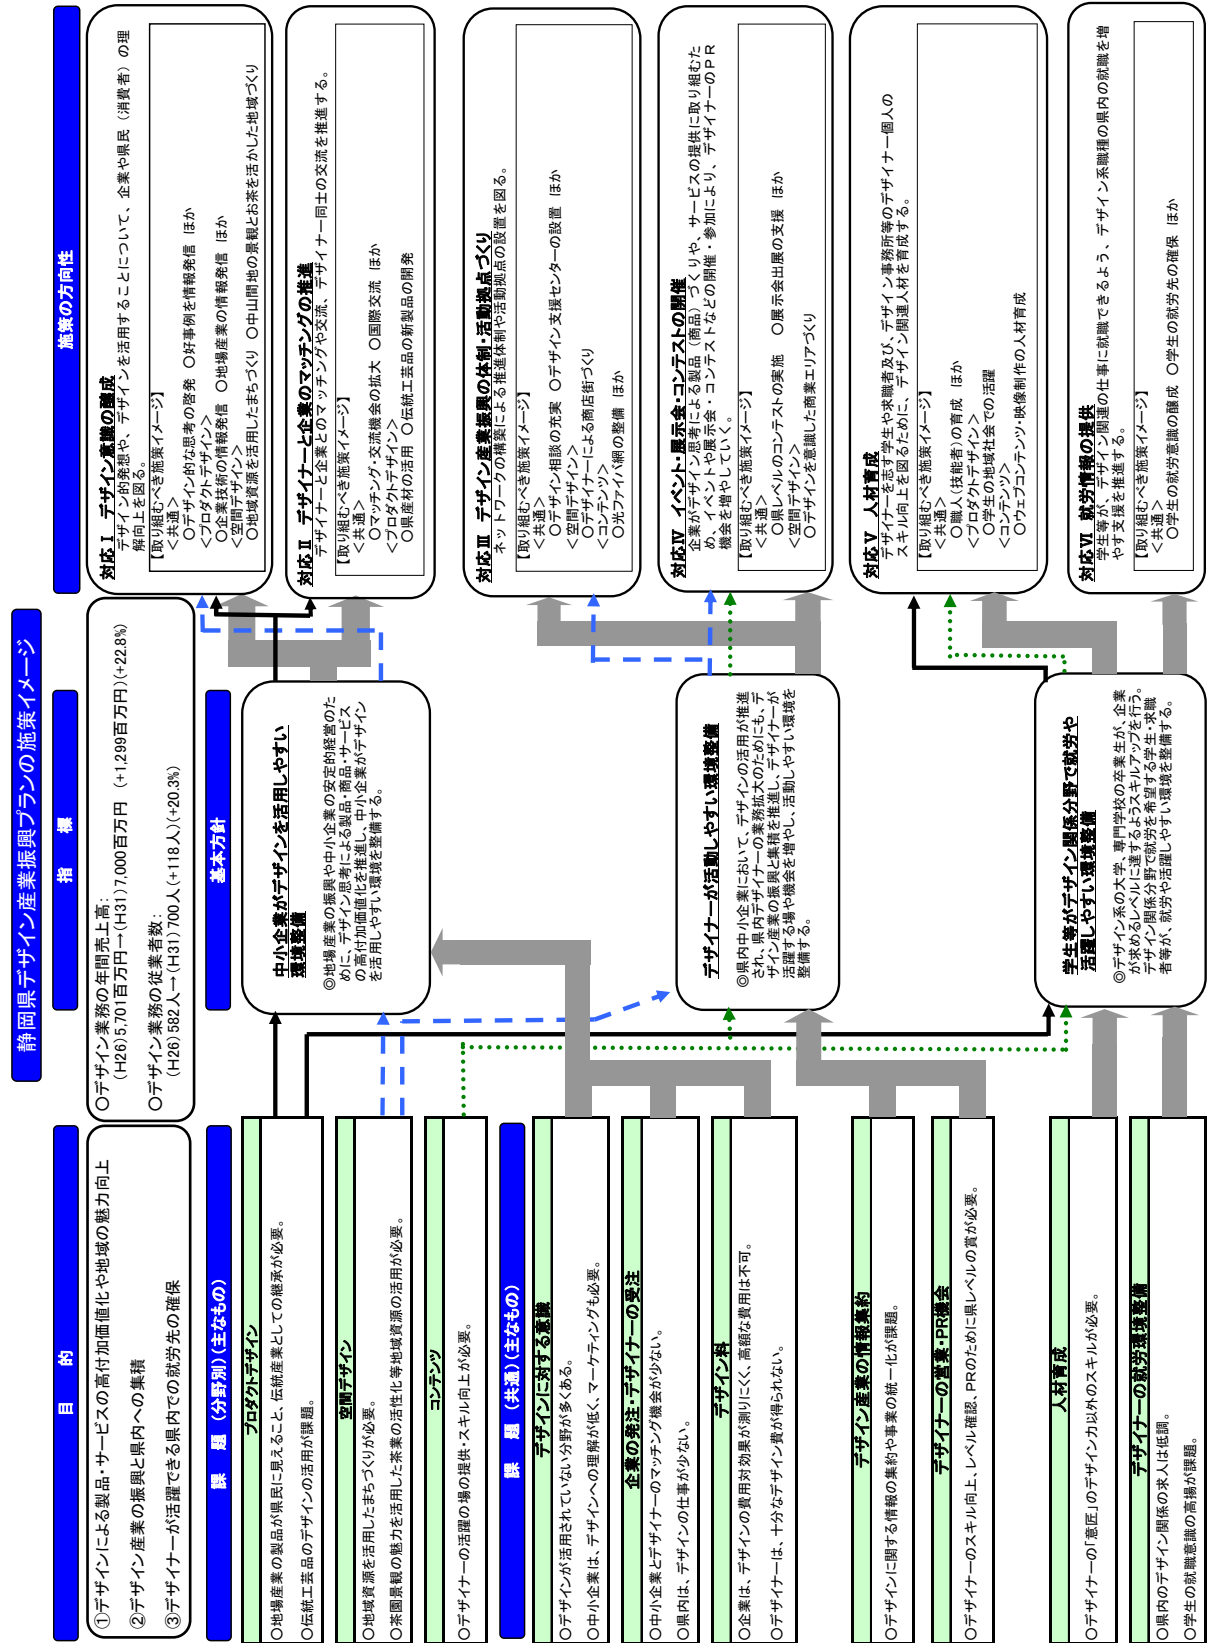 静岡県デザイン産業振興プランの施策イメージ
目　的
①デザインによる製品・サービスの高付加価値化や地域の魅力向上
②デザイン産業の振興と県内への集積
③デザイナーが活躍できる県内での就労先の確保
指　標
○デザイン業務の年間売上高：
(H26)5,701百万円→(H31)7,000百万円 (+1,299百万円)(+22.8%)
○デザイン業務の従業者数：
(H26) 582人→(H31) 700人(+118人)(+20.3%)
課　題（分野別）（主なもの）
プロダクトデザイン
○地場産業の製品が県民に見えること、伝統産業としての継承が必要。
○伝統工芸品のデザインの活用が課題。
空間デザイン
○地域資源を活用したまちづくりが必要。
○茶園景観の魅力を活用した茶業の活性化等地域資源の活用が必要。
コンテンツ
○デザイナーの活躍の場の提供・スキル向上が必要。
課　題（共通）（主なもの）
デザインに対する意識
○デザインが活用されていない分野が多くある。
○中小企業は、デザインへの理解が低く、マーケティングも必要。
企業の発注・デザイナーの受注
○中小企業とデザイナーのマッチング機会が少ない。
○県内は、デザインの仕事が少ない。
デザイン料
○企業は、デザインの費用対効果が測りにくく、高額な費用は不可。
○デザイナーは、十分なデザイン費が得られない。
デザイン産業の情報集約
○デザインに関する情報の集約や事業の統一化が課題。
デザイナーの営業・PR機会
○デザイナーのスキル向上、レベル確認、PRのために県レベルの賞が必要。
人材育成
○デザイナーの「意匠」のデザイン力以外のスキルが必要。
デザイナーの就労環境整備
○県内のデザイン関係の求人は低調。
○学生の就職意識の高揚が課題。
基本方針
中小企業がデザインを活用しやすい
環境整備
◎地場産業の振興や中小企業の安定的経営のた
めに、デザイン思考による製品・商品・サービス
の高付加価値化を推進し、中小企業がデザイン
を活用しやすい環境を整備する。
デザイナーが活動しやすい環境整備
◎県内中小企業において、デザインの活用が推進
され、県内デザイナーの業務拡大のためにも、デ
ザイン産業の振興と集積を推進し、デザイナーが
活躍する場や機会を増やし、活動しやすい環境を
整備する。
学生等がデザイン関係分野で就労や
活躍しやすい環境整備
◎デザイン系の大学、専門学校の卒業生が、企業
が求めるレベルに達するようスキルアップを行う。
デザイン関係分野で就労を希望する学生・求職
者等が、就労や活躍しやすい環境を整備する。
施策の方向性
対応Ⅰ　デザイン意識の醸成
デザイン的発想や、デザインを活用することについて、企業や県民（消費者）の理
解向上を図る。
【取り組むべき施策イメージ】
＜共通＞
○デザイン的な思考の啓発 ○好事例を情報発信 ほか
＜プロダクトデザイン＞
○企業技術の情報発信 ○地場産業の情報発信 ほか
＜空間デザイン＞
○地域資源を活用したまちづくり ○中山間地の景観とお茶を活かした地域づくり
対応Ⅱ　デザイナーと企業のマッチングの推進
デザイナーと企業とのマッチングや交流、デザイナー同士の交流を推進する。
【取り組むべき施策イメージ】
＜共通＞
○マッチング・交流機会の拡大 ○国際交流 ほか
＜プロダクトデザイン＞
○県産材の活用 ○伝統工芸品の新製品の開発
対応Ⅲ　デザイン産業振興の体制・活動拠点づくり
ネットワークの構築による推進体制や活動拠点の設置を図る。
【取り組むべき施策イメージ】
＜共通＞
○デザイン相談の充実 ○デザイン支援センターの設置 ほか
＜空間デザイン＞
○デザイナーによる商店街づくり
＜コンテンツ＞
○光ファイバ網の整備 ほか
対応Ⅳ　イベント・展示会・コンテストの開催
企業がデザイン思考による製品（商品）づくりや、サービスの提供に取り組むた
め、イベントや展示会・コンテストなどの開催・参加により、デザイナーのＰＲ
機会を増やしていく。
【取り組むべき施策イメージ】
＜共通＞
○県レベルのコンテストの実施　○展示会出展の支援 ほか
＜空間デザイン＞
○デザインを意識した商業エリアづくり
対応Ⅴ　人材育成
デザイナーを志す学生や求職者及び、デザイン事務所等のデザイナー個人の
スキル向上を図るために、デザイン関連人材を育成する。
【取り組むべき施策イメージ】
＜共通＞
○職人（技能者）の育成 ほか
＜プロダクトデザイン＞
○学生の地域社会での活躍
＜コンテンツ＞
○ウェブコンテンツ・映像制作の人材育成
対応Ⅵ　就労情報の提供
学生等が、デザイン関連の仕事に就職できるよう、デザイン系職種の県内の就職を増
やす支援を推進する。
【取り組むべき施策イメージ】
＜共通＞
○学生の就労意識の醸成 ○学生の就労先の確保 ほか